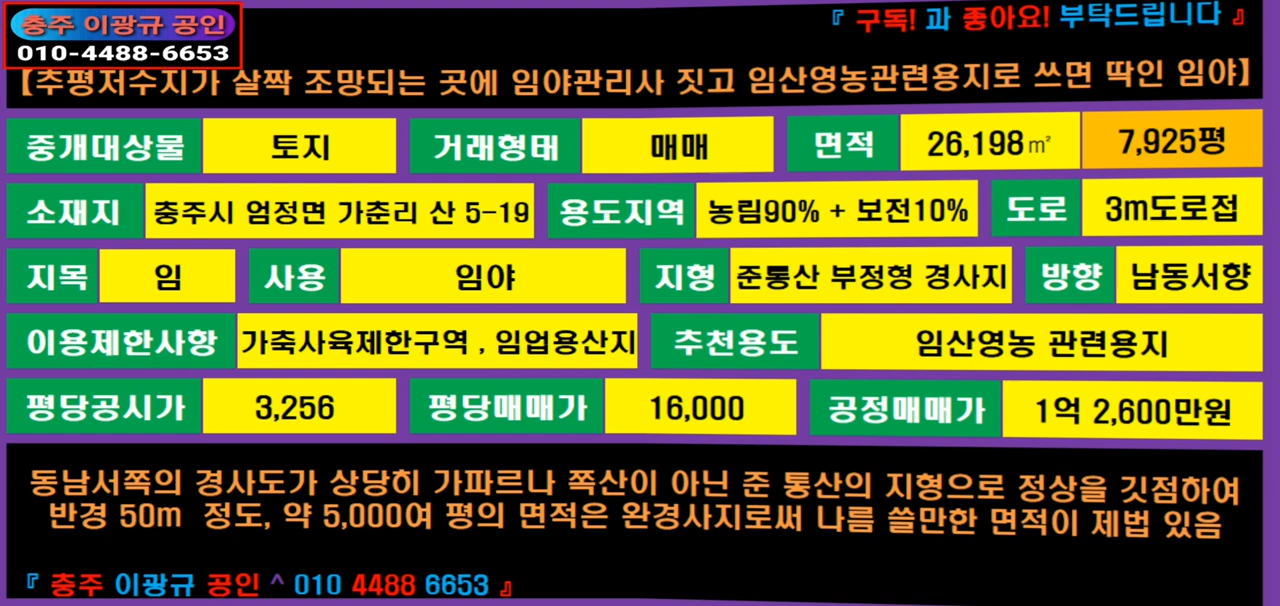 충주 이광규 공인
010-4488-6653
『 구독! 과 좋아요! 부탁드립니다 』
【추평저수지가 살짝 조망되는 곳에 임야관리사 짓고 임산영농관련용지로 쓰면 딱인 임야】
중개대상물 토지 거래형태 매매 면적 26,198㎡ 7,925평
소재지 충주시 엄정면 가춘리 산 5-19 용도지역 농림90% + 보전10% 도로 3m도로접
지목 임 사용 임야 지형 준통산 부정형 경사지 방향 남동서향
이용제한사항 가축사육제한구역 , 임업용산지 추천용도 임산영농 관련용지
평당공시가 3,256 평당매매가 16,000 공정매매가 1억 2,600만원
동남서쪽의 경사도가 상당히 가파르나 쪽산이 아닌 준 통산의 지형으로 정상을 깃점하여
반경 50m 정도, 약 5,000여 평의 면적은 완경사지로써 나름 쓸만한 면적이 제법 있음
『 충주 이광규 공인 ^ 010 4488 6653 』